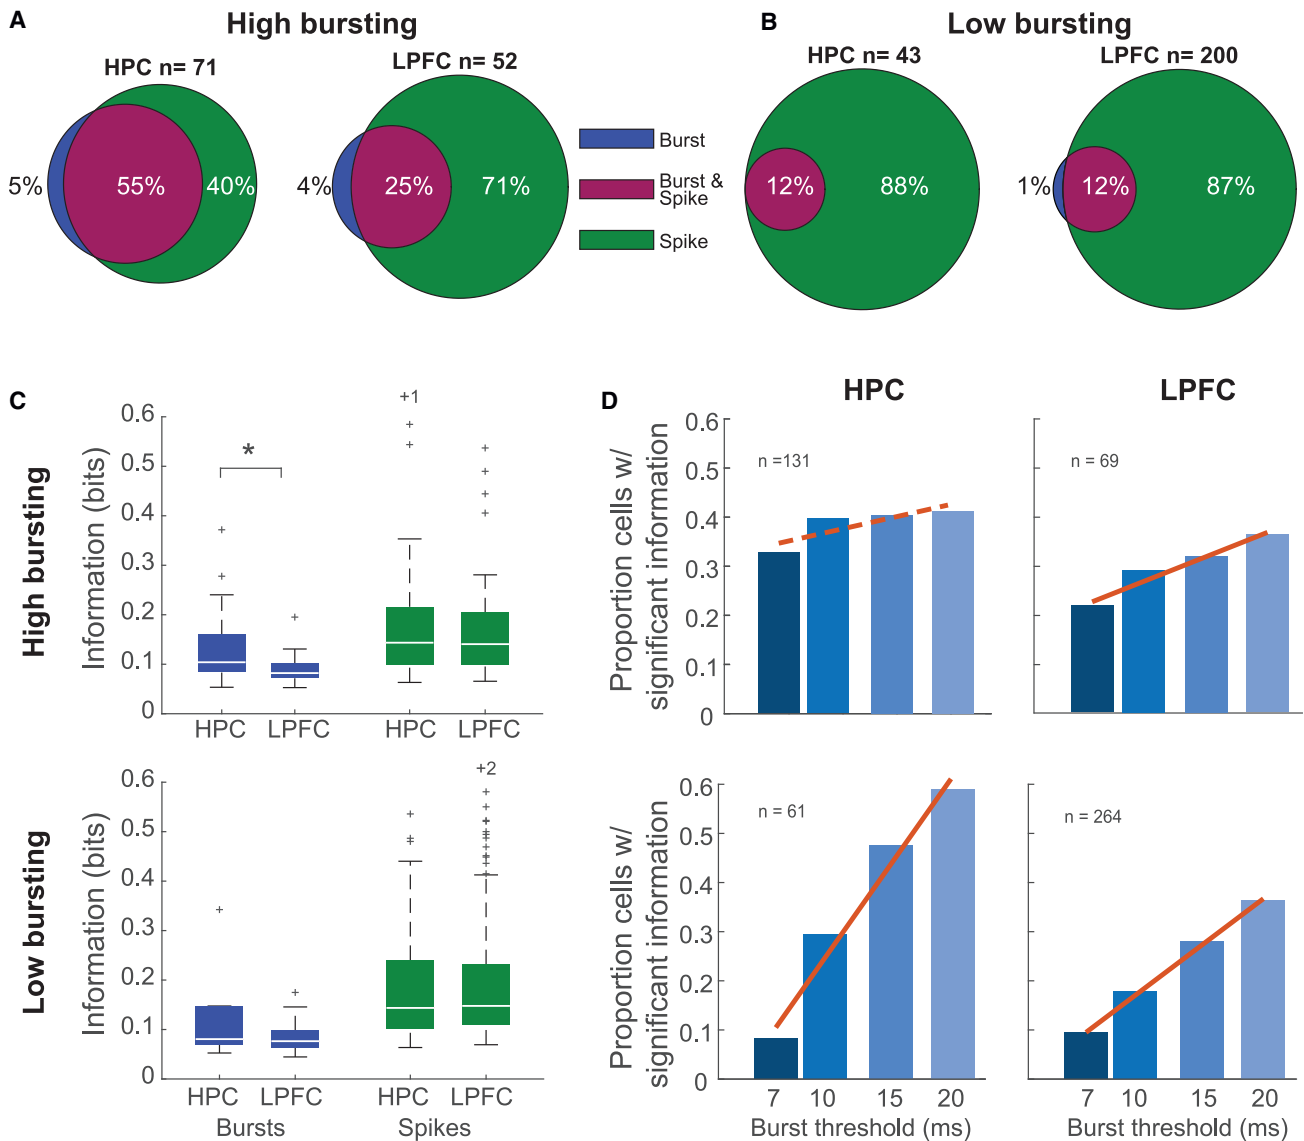 A
High bursting
HPC n= 71
LPFC n= 52
5%
55%
40%
4%
25%
71%
Burst
Burst &
Spike
Spike
B
Low bursting
HPC n= 43
LPFC n= 200
12%
88%
1%
12%
87%
C
High bursting
Information (bits)
0.6
0.5
0.4
0.3
0.2
0.1
0
*
+1
HPC
LPFC
HPC
LPFC
Low bursting
Information (bits)
0.6
0.5
0.4
0.3
0.2
0.1
0
+2
HPC
LPFC
HPC
LPFC
Bursts
Spikes
D
HPC
LPFC
Proportion cells w/
significant information
0.6
0.5
0.4
0.3
0.2
0.1
0
n =131
n = 69
Proportion cells w/
significant information
0.6
0.5
0.4
0.3
0.2
0.1
0
n = 61
n = 264
7
10
15
20
Burst threshold (ms)
7
10
15
20
Burst threshold (ms)